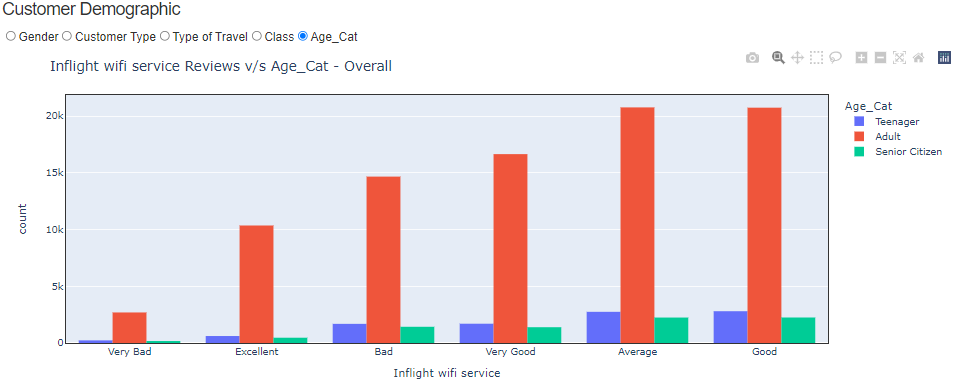 Customer Demographic
Gender Customer Type Type of Travel Class Age_Cat
Inflight wifi service Reviews v/s Age_Cat - Overall
Age_Cat
Teenager
Adult
Senior Citizen
20k
15k
10k
5k
0
count
Very Bad Excellent Bad Very Good Average Good
Inflight wifi service